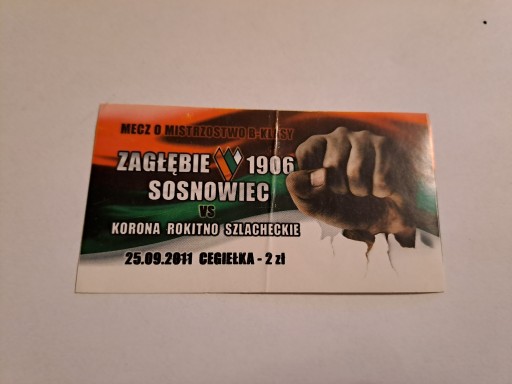 MECZ O MISTRZOSTWO B-KLASY
ZAGŁĘBIE 1906
SOSNOWIEC
VS
KORONA ROKITNO SZLACHECKIE
25.09.2011 CEGIEŁKA - 2 zł